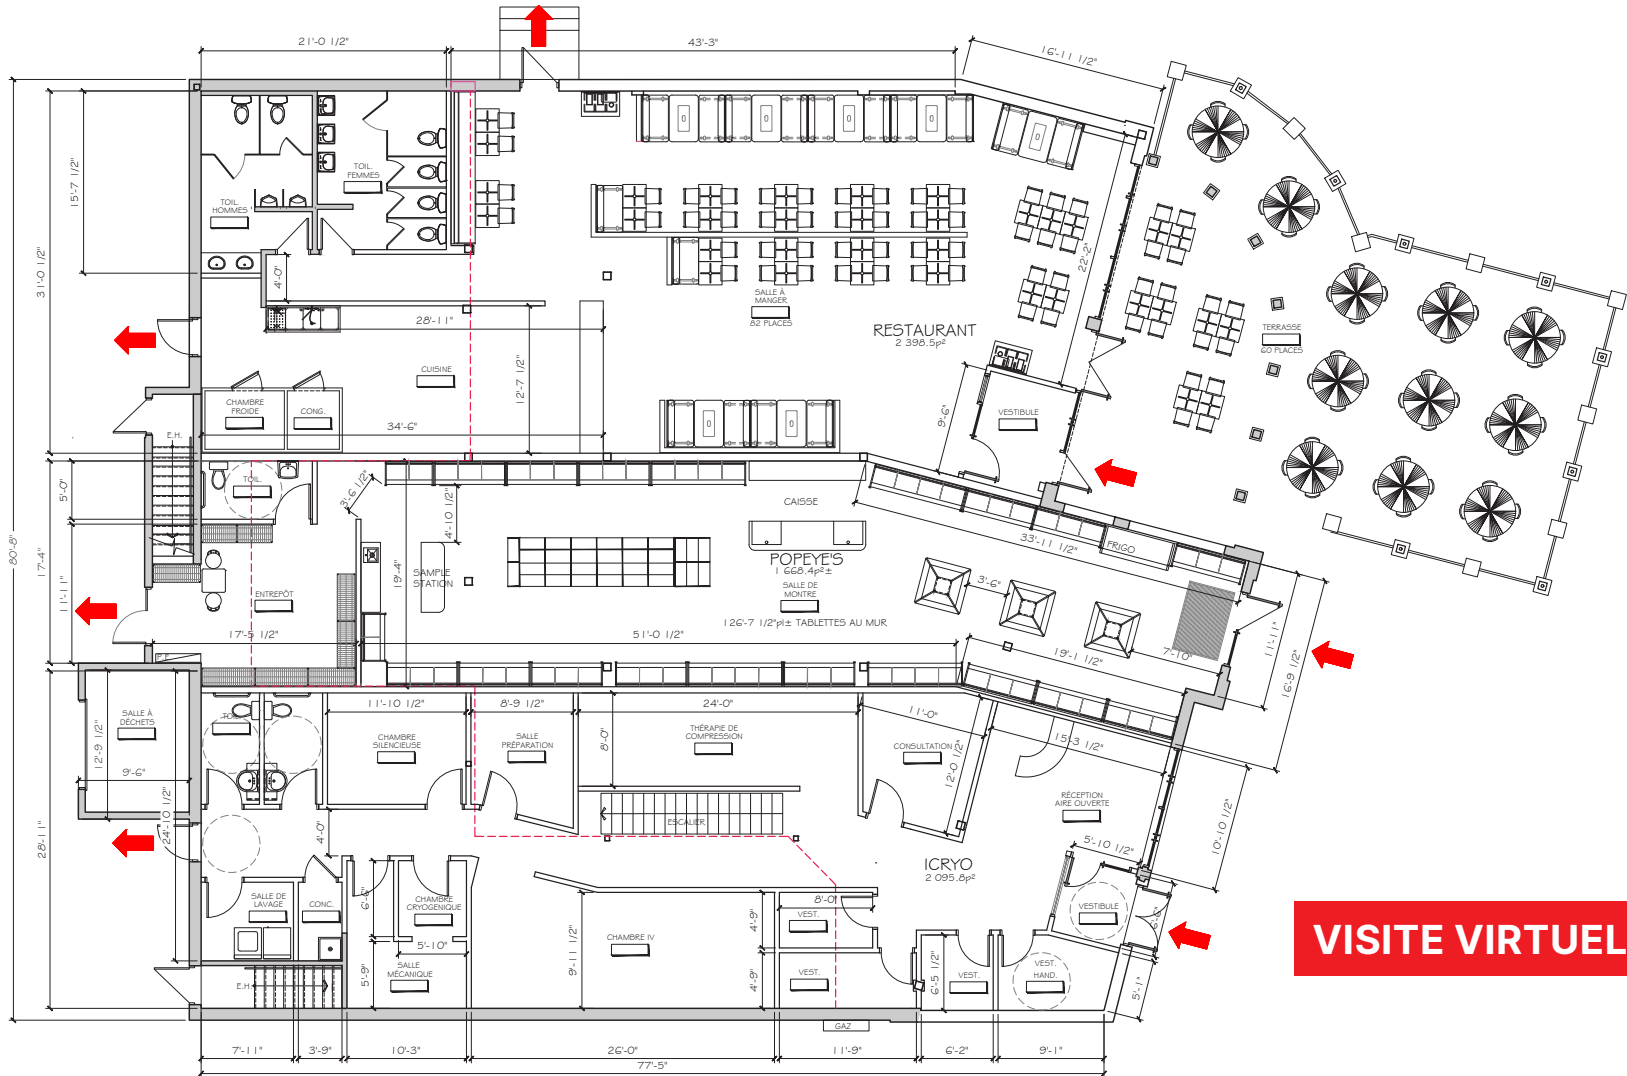 21'-0 1/2"
43'-3"
16'-11 1/2"
15'-7 1/2"
31'-0 1/2"
80'-8"
TOIL.
FEMMES
TOIL.
HOMMES
4'-0"
22'-2"
SALLE À
MANGER
82 PLACES
RESTAURANT
2 398.5p²
TERRASSE
60 PLACES
28'-11"
12'-7 1/2"
CUISINE
CHAMBRE
FROIDE
CONG.
34'-6"
9'-6"
VESTIBULE
E.H.
5'-0"
TOIL.
3'-6 1/2"
4'-10 1/2"
CAISSE
33'-11 1/2"
FRIGO
17'-4"
11'-1"
19'-4"
SAMPLE
STATION
POPEYE'S
1 668.4p²±
SALLE DE
MONTRE
3'-6"
ENTREPÔT
126'-7 1/2"pl± TABLETTES AU MUR
17'-5 1/2"
51'-0 1/2"
19'-1 1/2"
7'-10"
11'-11"
16'-9 1/2"
SALLE À
DÉCHETS
12'-9 1/2"
9'-6"
24'-10 1/2"
28'-11"
TOIL.
11'-10 1/2"
8'-9 1/2"
24'-0"
11'-0"
15'-3 1/2"
CHAMBRE
SILENCIEUSE
SALLE
PRÉPARATION
8'-0"
THÉRAPIE DE
COMPRESSION
CONSULTATION
12'-0 1/2"
RÉCEPTION
AIRE OUVERTE
ESCALIER
4'-0"
5'-10 1/2"
10'-10 1/2"
ICRYO
2 095.8p²
SALLE DE
LAVAGE
CONC.
CHAMBRE
CRYOGENIQUE
5'-10"
8'-0"
VEST.
4'-9"
VESTIBULE
VISITE VIRTUEL
CHAMBRE IV
9'-11 1/2"
SALLE
MÉCANIQUE
5'-9"
E.H.
VEST.
4'-9"
6'-5 1/2"
VEST.
VEST.
HAND.
5'-1"
GAZ
7'-11"
3'-9"
10'-3"
26'-0"
11'-9"
6'-2"
9'-1"
77'-5"